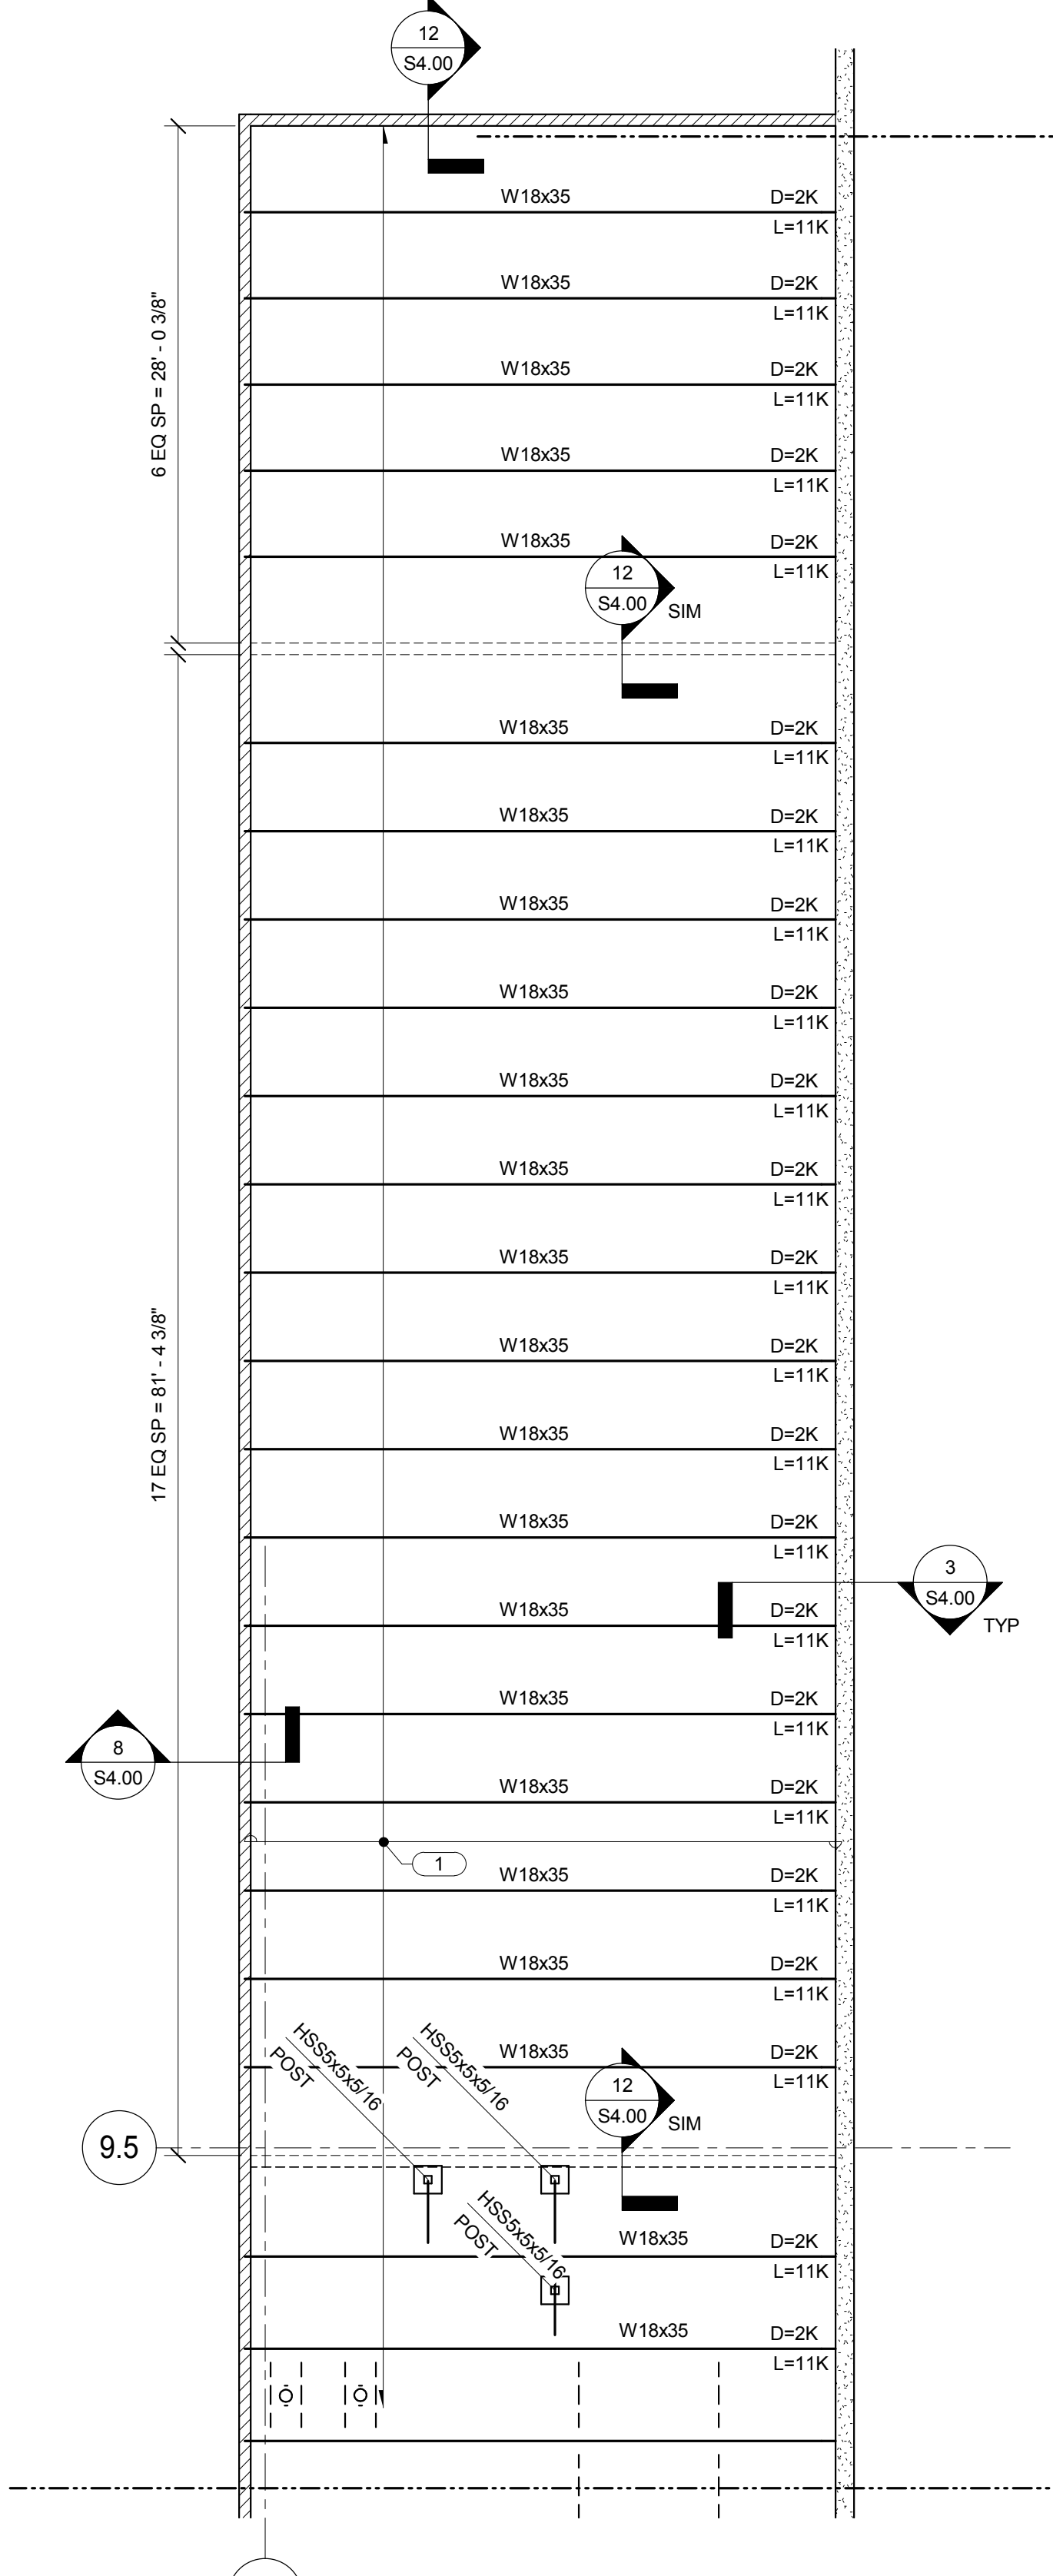 12
S4.00
W18x35 D=2K
L=11K
W18x35 D=2K
L=11K
W18x35 D=2K
L=11K
6 EQ SP = 28' - 0 3/8"
W18x35 D=2K
L=11K
W18x35 D=2K
L=11K
12
S4.00
SIM
W18x35 D=2K
L=11K
W18x35 D=2K
L=11K
W18x35 D=2K
L=11K
W18x35 D=2K
L=11K
W18x35 D=2K
L=11K
W18x35 D=2K
L=11K
W18x35 D=2K
L=11K
W18x35 D=2K
L=11K
17 EQ SP = 81' - 4 3/8"
W18x35 D=2K
L=11K
W18x35 D=2K
L=11K
3
S4.00
TYP
W18x35 D=2K
L=11K
W18x35 D=2K
L=11K
8
S4.00
W18x35 D=2K
L=11K
1
W18x35 D=2K
L=11K
W18x35 D=2K
L=11K
HSS5x5x5/16
POST
HSS5x5x5/16
POST
W18x35 D=2K
L=11K
12
S4.00
SIM
9.5
HSS5x5x5/16
POST
W18x35 D=2K
L=11K
W18x35 D=2K
L=11K